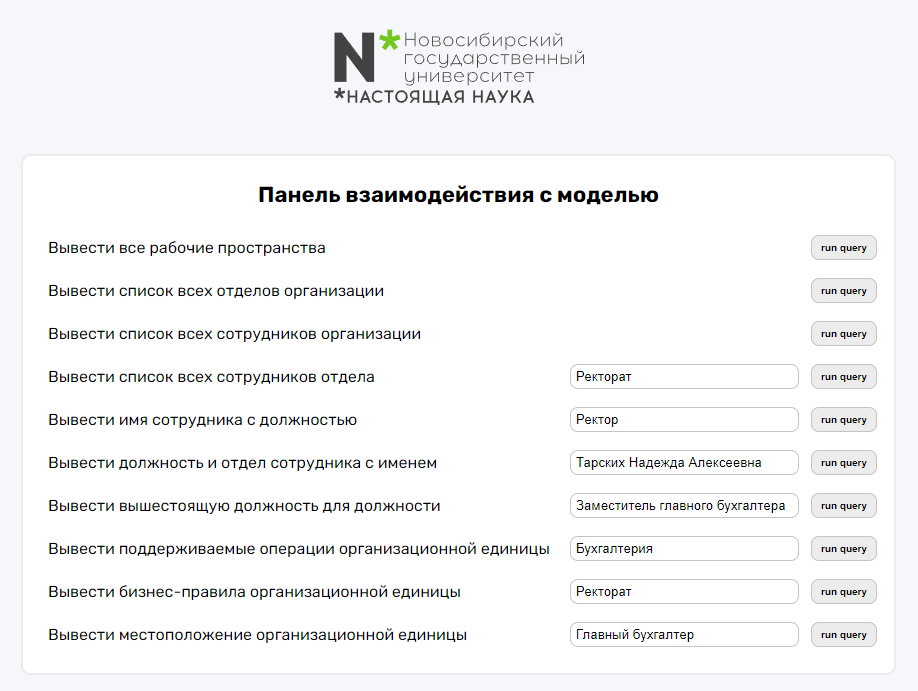 N*
Новосибирский
государственный
университет
*НАСТОЯЩАЯ НАУКА
Панель взаимодействия с моделью
Вывести все рабочие пространства run query
Вывести список всех отделов организации run query
Вывести список всех сотрудников организации run query
Вывести список всех сотрудников отдела Ректорат run query
Вывести имя сотрудника с должностью Ректор run query
Вывести должность и отдел сотрудника с именем Тарских Надежда Алексеевна run query
Вывести вышестоящую должность для должности Заместитель главного бухгалтера run query
Вывести поддерживаемые операции организационной единицы Бухгалтерия run query
Вывести бизнес-правила организационной единицы Ректорат run query
Вывести местоположение организационной единицы Главный бухгалтер run query